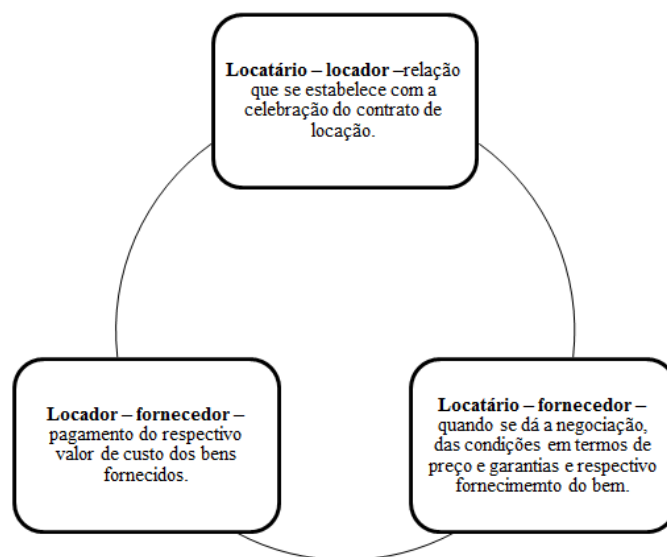 Locatário – locador –relação
que se estabelece com a
celebração do contrato de
locação.
Locador – fornecedor –
pagamento do respectivo
valor de custo dos bens
fornecidos.
Locatário – fornecedor –
quando se dá a negociação,
das condições em termos de
preço e garantias e respectivo
fornecimemto do bem.